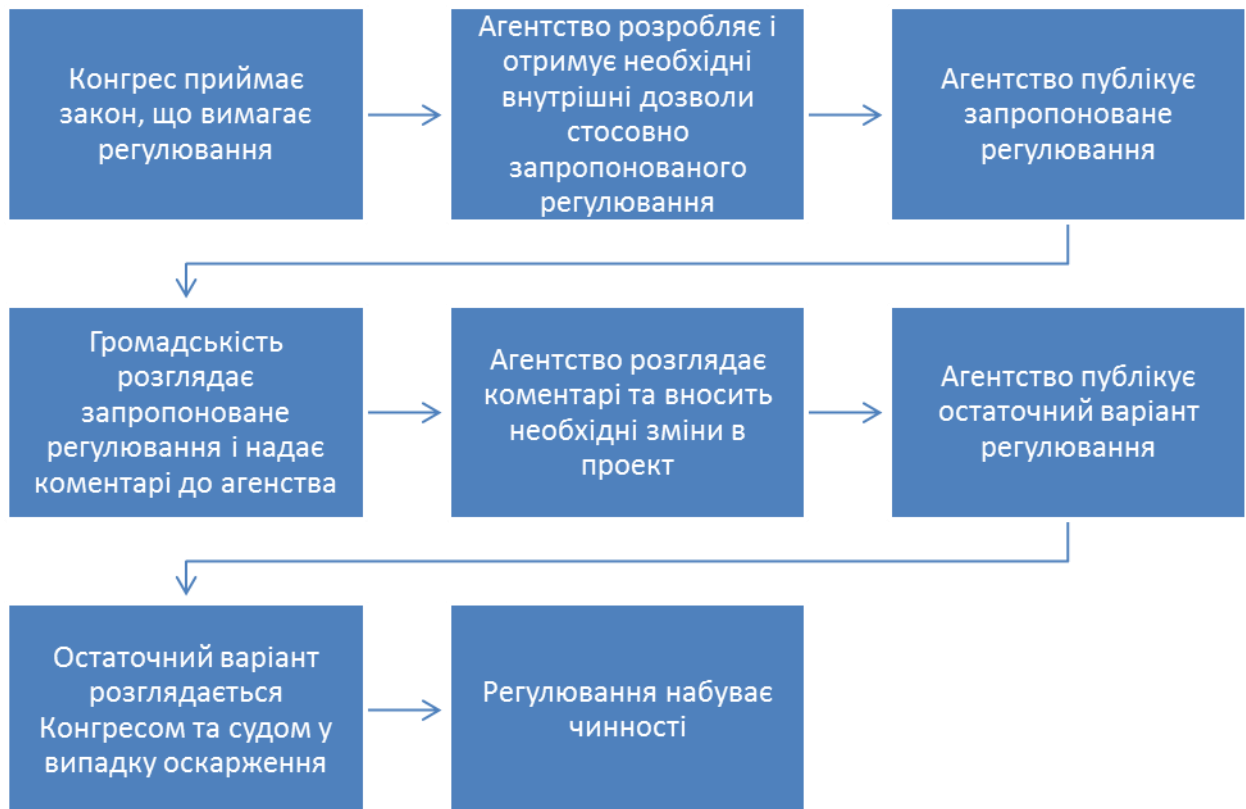 Конгрес приймає
закон, що вимагає
регулювання
Агентство розробляє і
отримує необхідні
внутрішні дозволи
стосовно
запропонованого
регулювання
Агентство публікує
запропоноване
регулювання
Громадськість
розглядає
запропоноване
регулювання і надає
коментарі до агенства
Агентство розглядає
коментарі та вносить
необхідні зміни в
проект
Агентство публікує
остаточний варіант
регулювання
Остаточний варіант
розглядається
Конгресом та судом у
випадку оскарження
Регулювання набуває
чинності